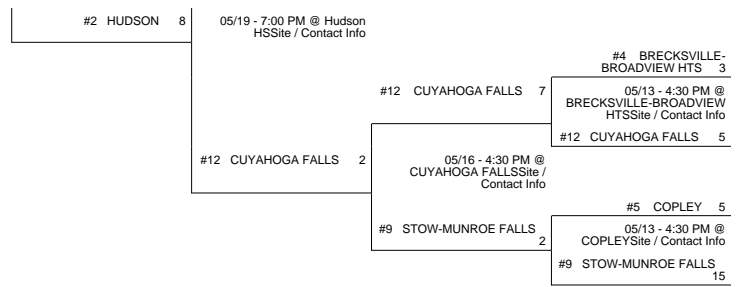 #2 HUDSON 8
05/19 - 7:00 PM @ Hudson
HSSite / Contact Info
#4 BRECKSVILLE-
BROADVIEW HTS 3
#12 CUYAHOGA FALLS 7
05/13 - 4:30 PM @
BRECKSVILLE-BROADVIEW
HTSSite / Contact Info
#12 CUYAHOGA FALLS 5
#12 CUYAHOGA FALLS 2
05/16 - 4:30 PM @
CUYAHOGA FALLSSite /
Contact Info
#5 COPLEY 5
#9 STOW-MUNROE FALLS
2
05/13 - 4:30 PM @
COPLEYSite / Contact Info
#9 STOW-MUNROE FALLS
15